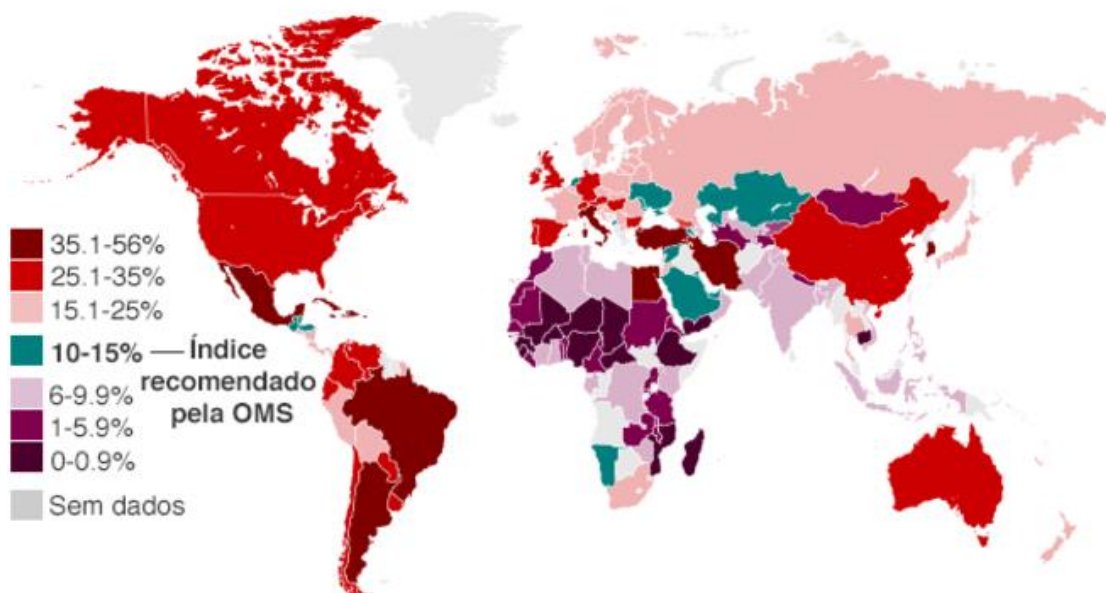 35.1-56%
25.1-35%
15.1-25%
10-15% — Índice
recomendado
pela OMS
6-9.9%
1-5.9%
0-0.9%
Sem dados